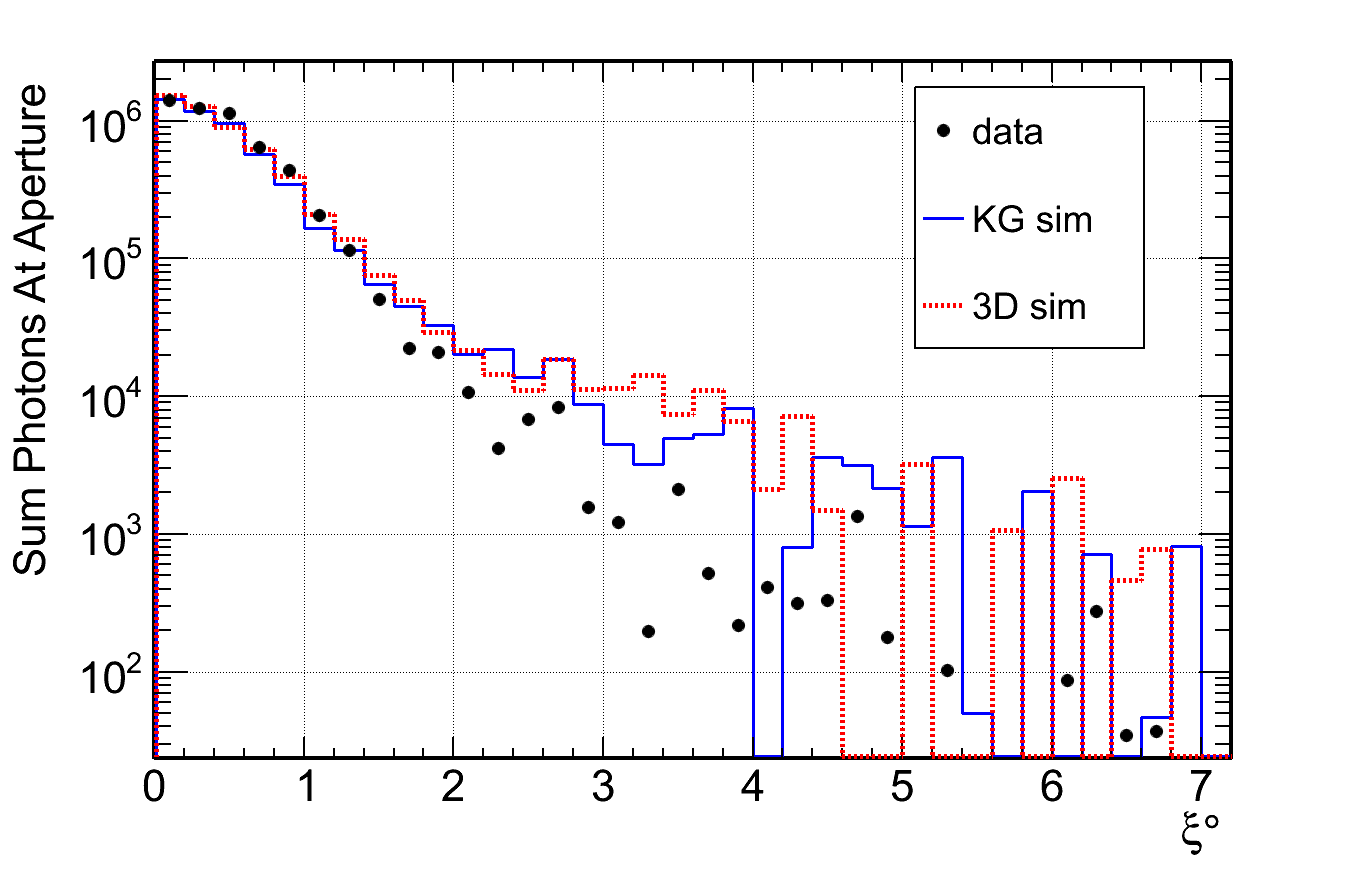 Sum Photons At Aperture
10⁶
10⁵
10⁴
10³
10²
data
KG sim
3D sim
0 1 2 3 4 5 6 7
ξ°